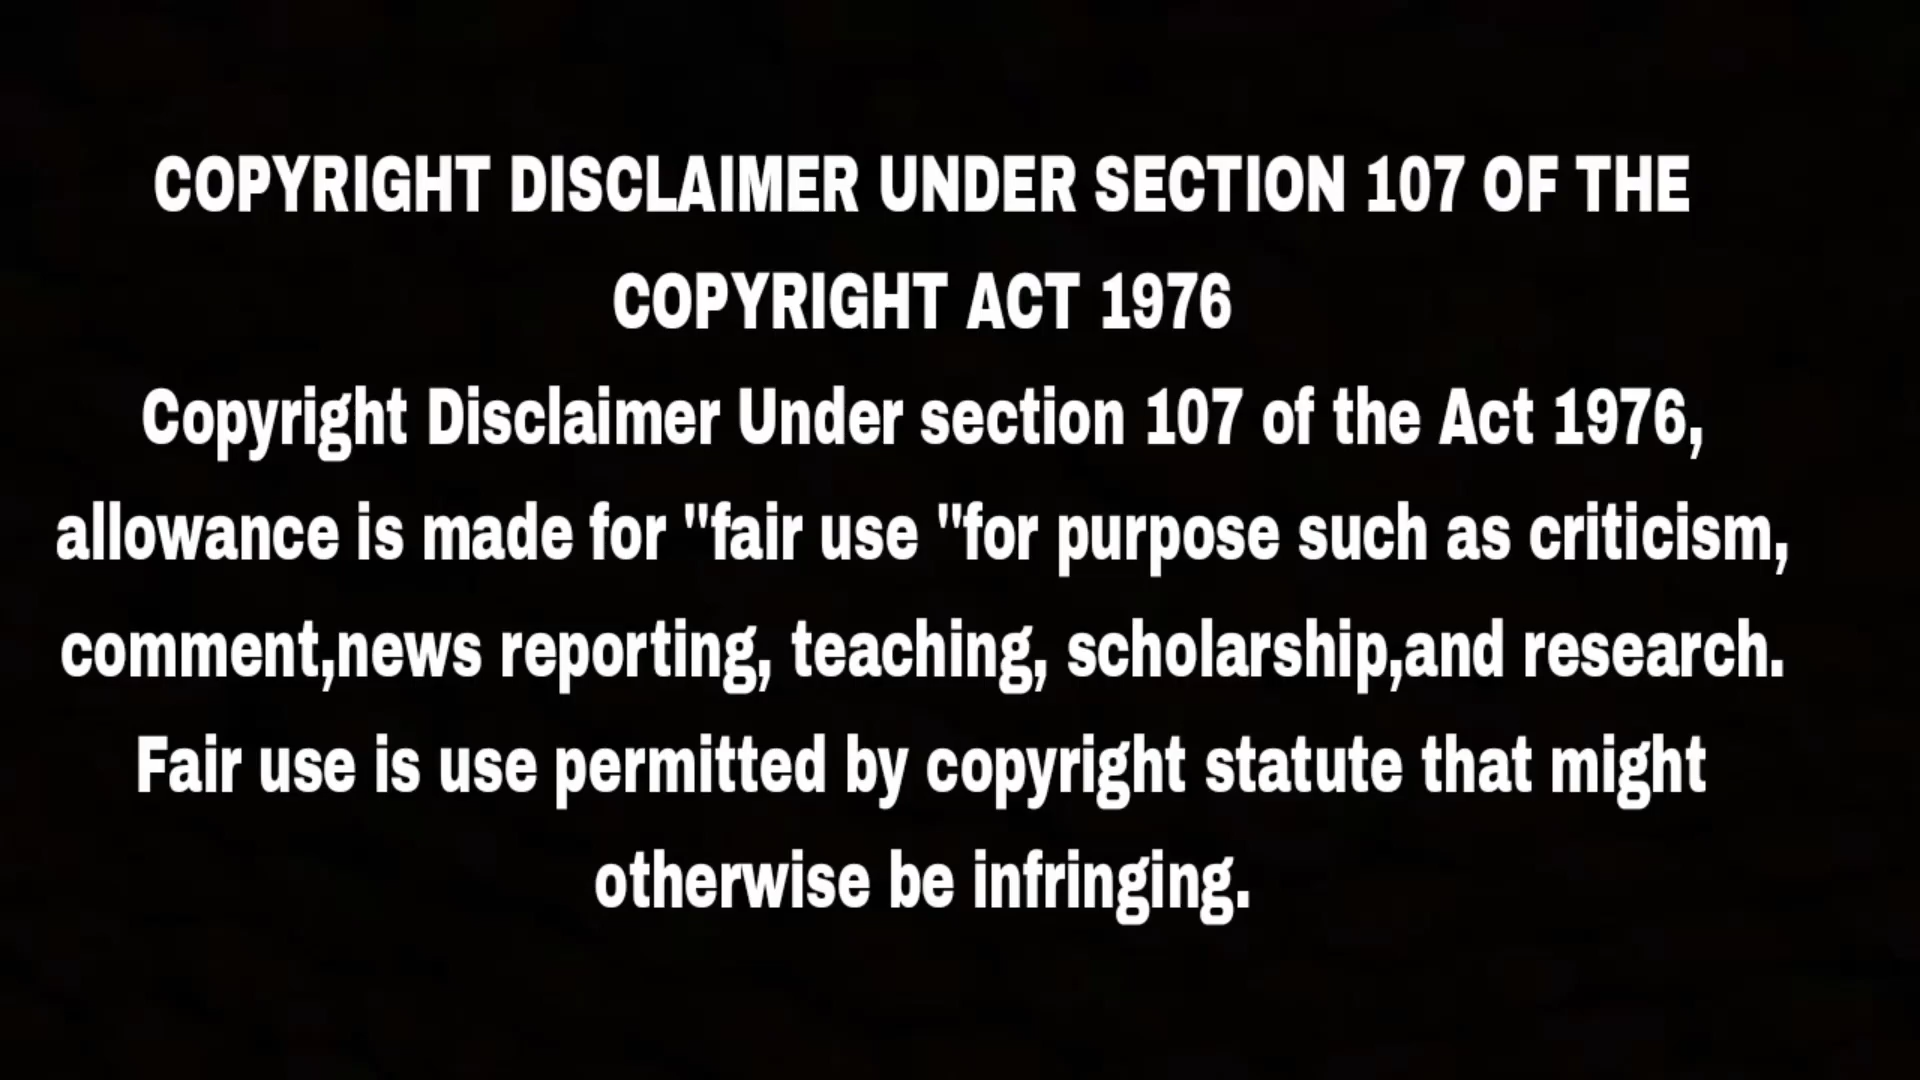 COPYRIGHT DISCLAIMER UNDER SECTION 107 OF THE
COPYRIGHT ACT 1976
Copyright Disclaimer Under section 107 of the Act 1976,
allowance is made for "fair use "for purpose such as criticism,
comment,news reporting, teaching, scholarship,and research.
Fair use is use permitted by copyright statute that might
otherwise be infringing.